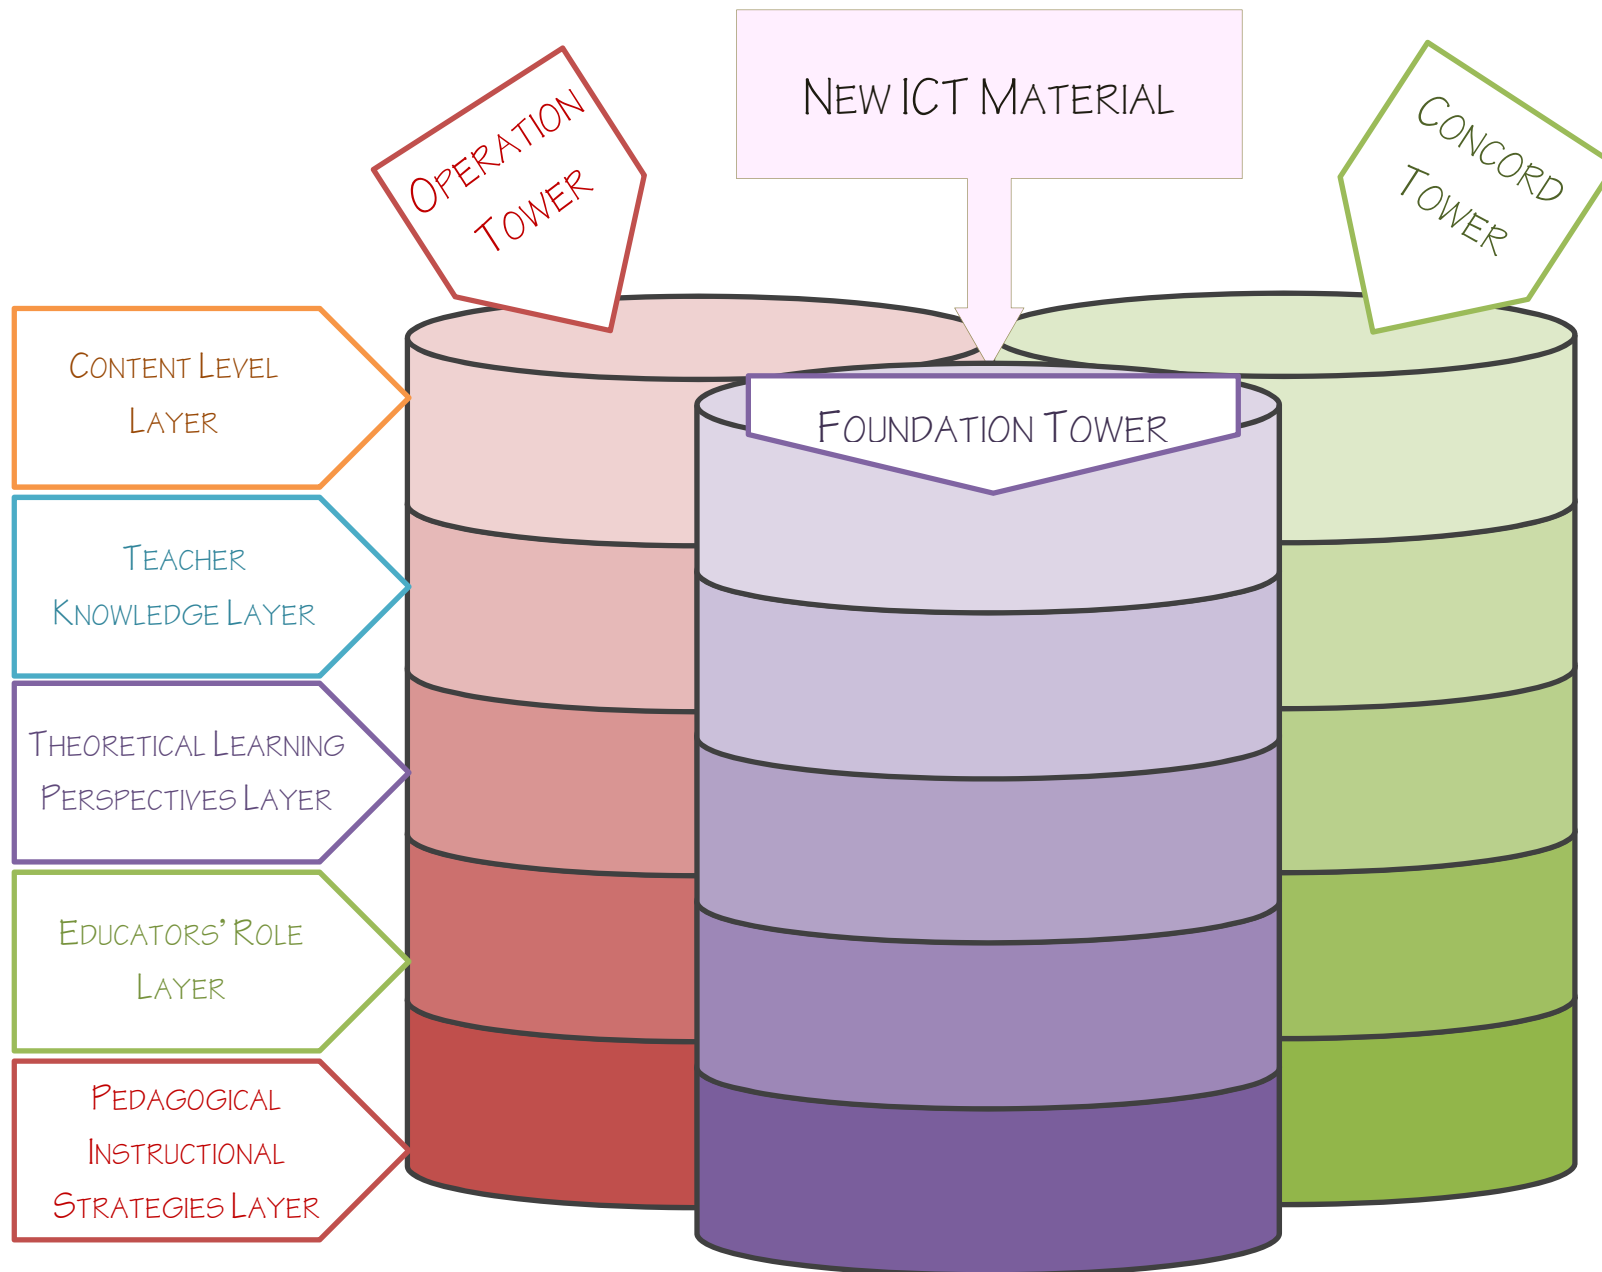 New ICT Material
Operation
Tower
Concord
Tower
Foundation Tower
Content Level
Layer
Teacher
Knowledge Layer
Theoretical Learning
Perspectives Layer
Educators’ Role
Layer
Pedagogical
Instructional
Strategies Layer